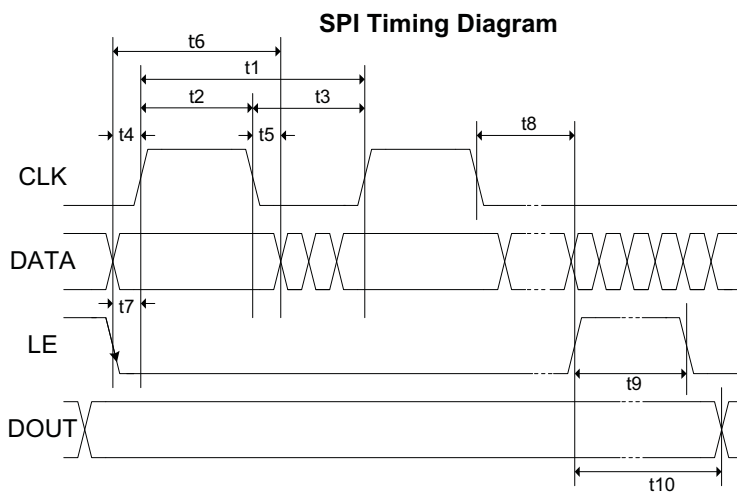 SPI Timing Diagram
t6
t1
t2
t3
t4
t5
t8
CLK
DATA
t7
LE
t9
DOUT
t10